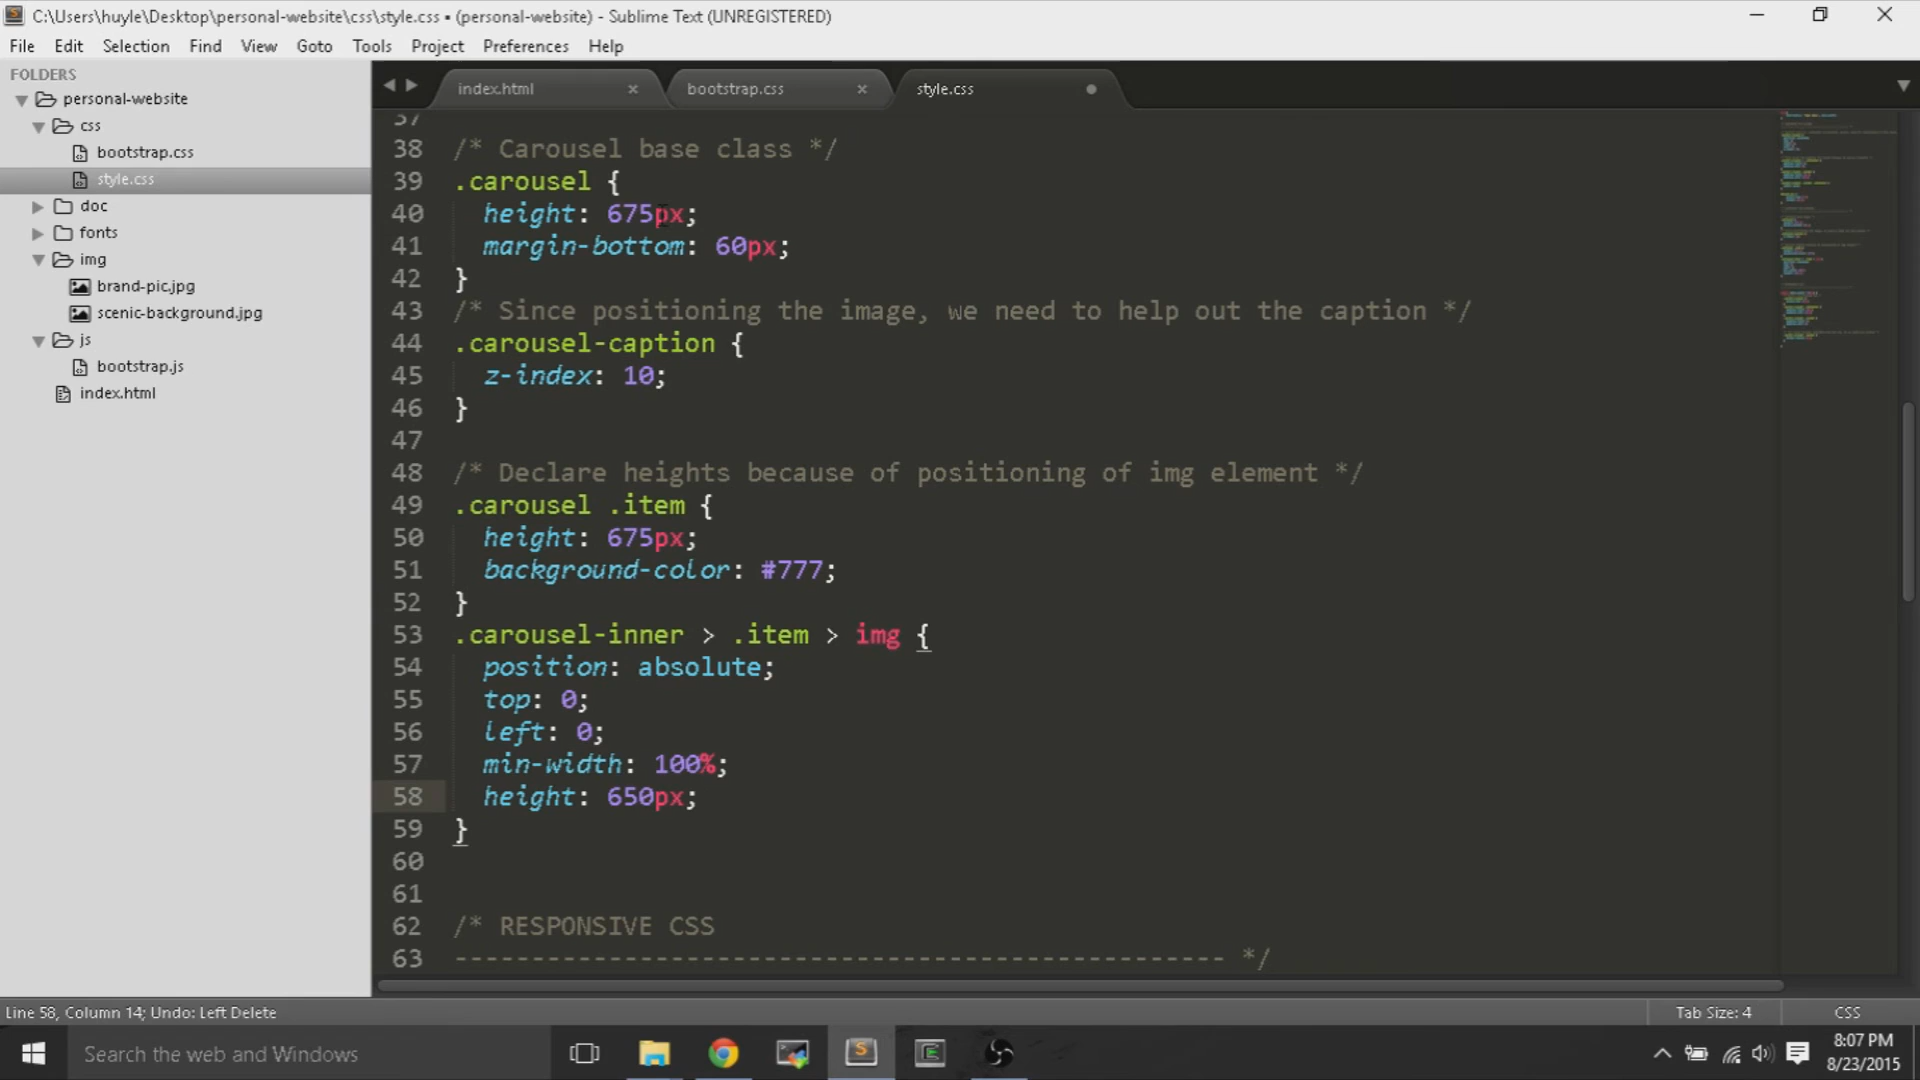 C:\Users\huyle\Desktop\personal-website\css\style.css • (personal-website) - Sublime Text (UNREGISTERED)
File Edit Selection Find View Goto Tools Project Preferences Help
FOLDERS
personal-website
css
bootstrap.css
style.css
doc
fonts
img
brand-pic.jpg
scenic-background.jpg
js
bootstrap.js
index.html
index.html × bootstrap.css × style.css
37
38 /* Carousel base class */
39 .carousel {
40 height: 675px;
41 margin-bottom: 60px;
42 }
43 /* Since positioning the image, we need to help out the caption */
44 .carousel-caption {
45 z-index: 10;
46 }
47
48 /* Declare heights because of positioning of img element */
49 .carousel .item {
50 height: 675px;
51 background-color: #777;
52 }
53 .carousel-inner > .item > img {
54 position: absolute;
55 top: 0;
56 left: 0;
57 min-width: 100%;
58 height: 650px;
59 }
60
61
62 /* RESPONSIVE CSS
63 -------------------------------------------------- */
Line 58, Column 14; Undo: Left Delete Tab Size: 4 CSS
Search the web and Windows
8:07 PM
8/23/2015